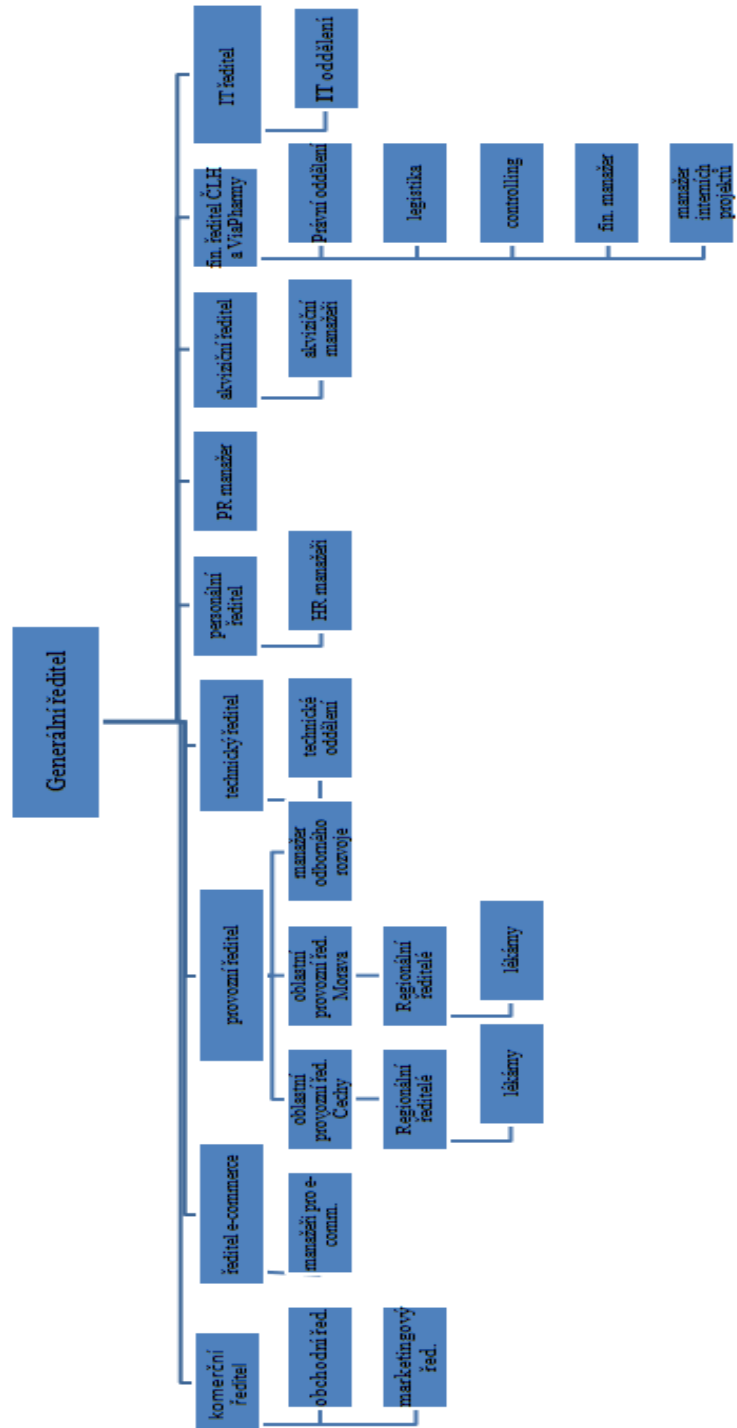 Generální ředitel
komerční
ředitel
obchodní řed.
marketingový
řed.
ředitel e-commerce
manažeři pro e-
comm.
provozní ředitel
oblastní
provozní řed.
Čechy
Regionální
ředitelé
lékárny
oblastní
provozní řed.
Morava
Regionální
ředitelé
lékárny
manažer
odborného
rozvoje
technický ředitel
technické
oddělení
personální
ředitel
HR manažeři
PR manažer
akviziční ředitel
akviziční
manažeři
fin. ředitel ČLH
a ViaPharmy
Právní oddělení
legistika
controlling
fin. manažer
manažer
interních
projektů
IT ředitel
IT oddělení